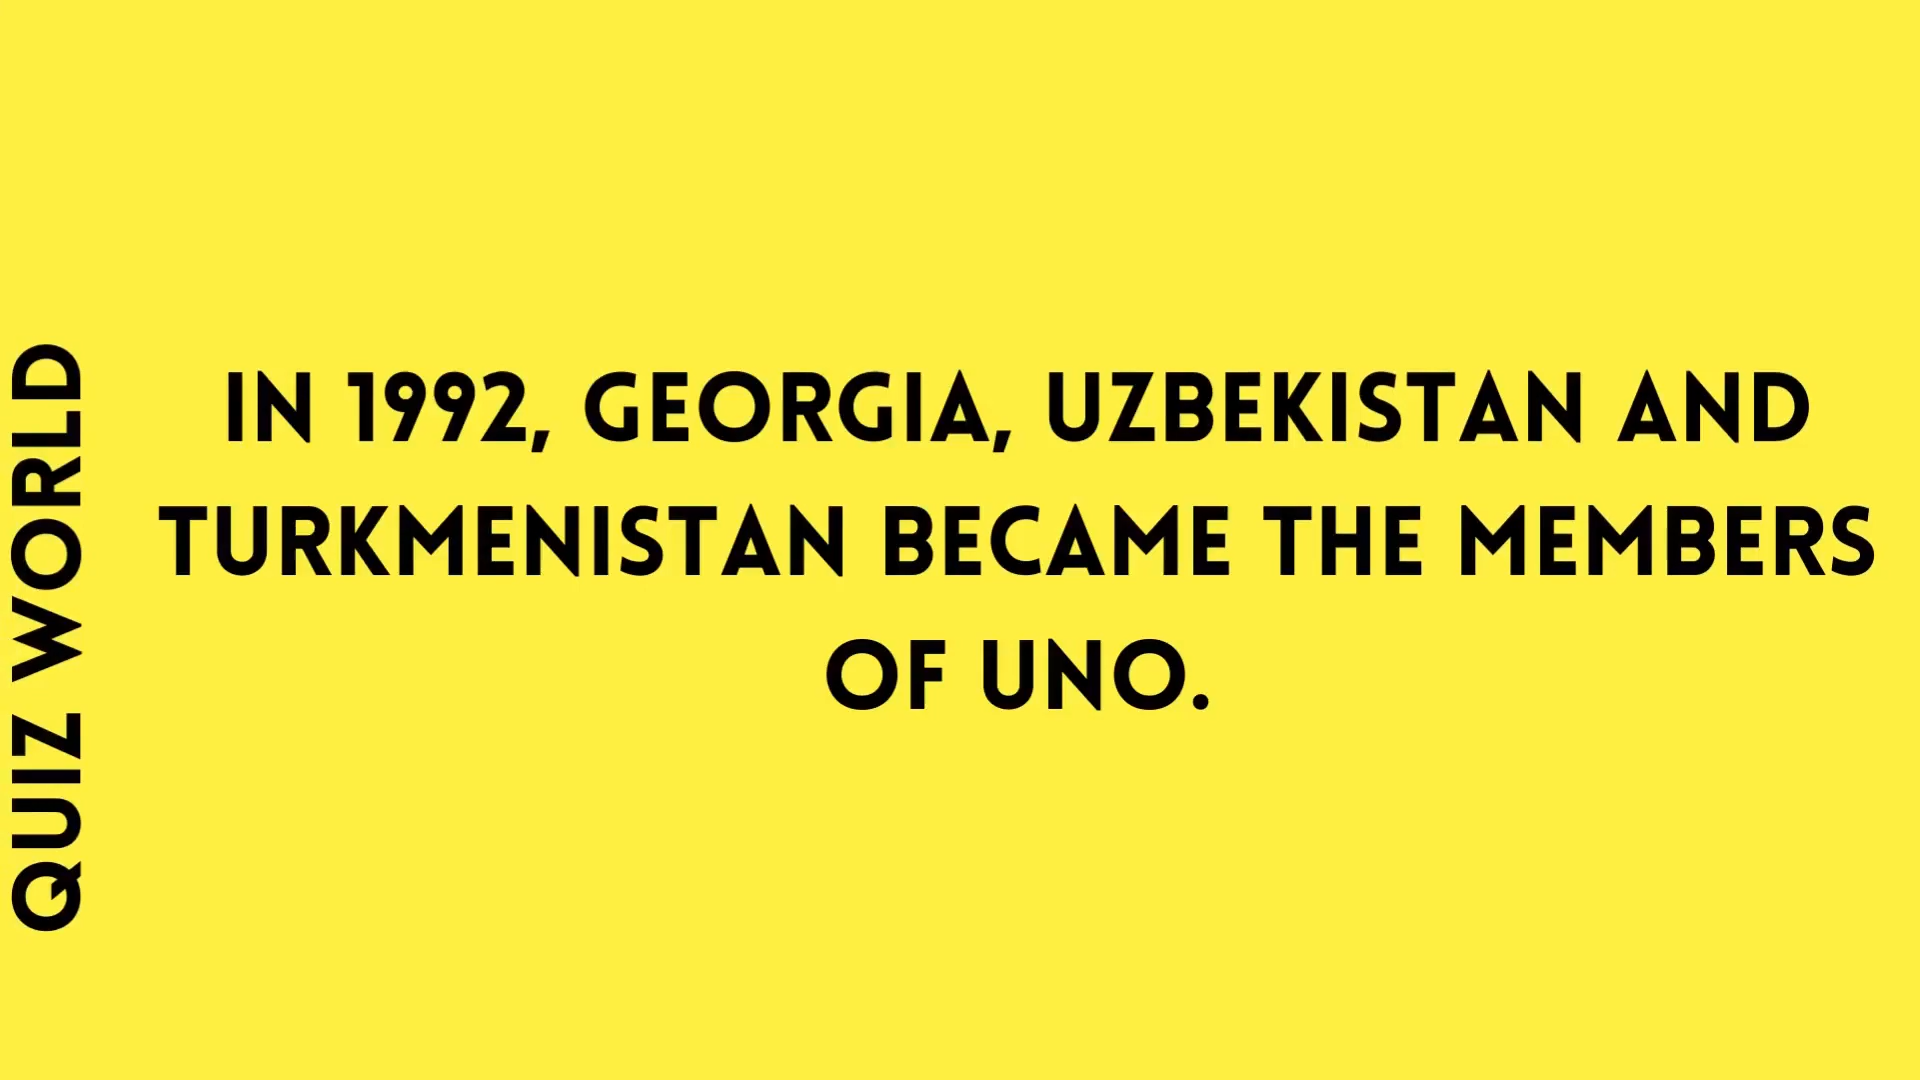 QUIZ WORLD
IN 1992, GEORGIA, UZBEKISTAN AND
TURKMENISTAN BECAME THE MEMBERS
OF UNO.